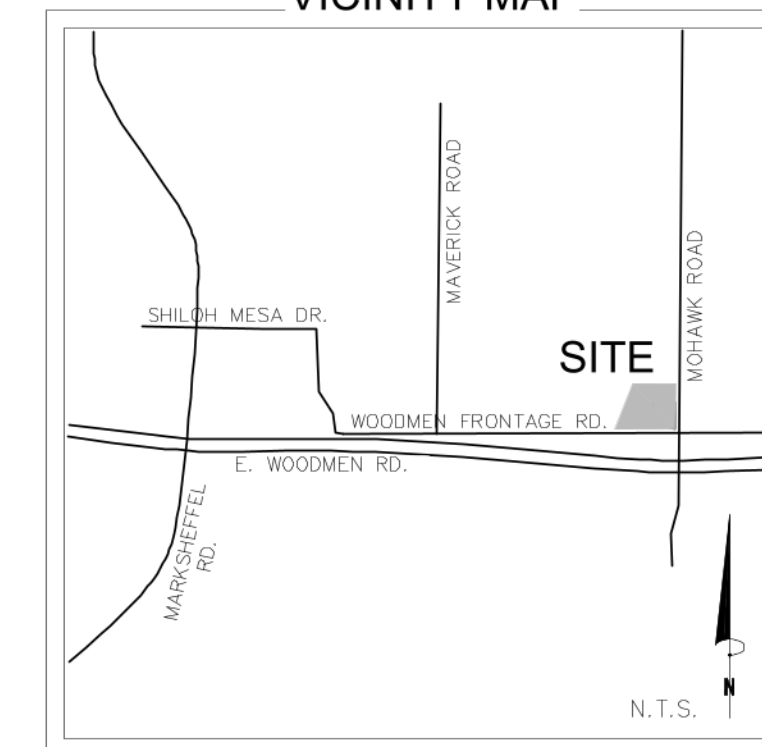 VICINITY MAP
MAVERICK ROAD
MOHAWK ROAD
SHILOH MESA DR.
SITE
WOODMEN FRONTAGE RD.
E. WOODMEN RD.
MARKSHEFFEL
RD.
N
N.T.S.